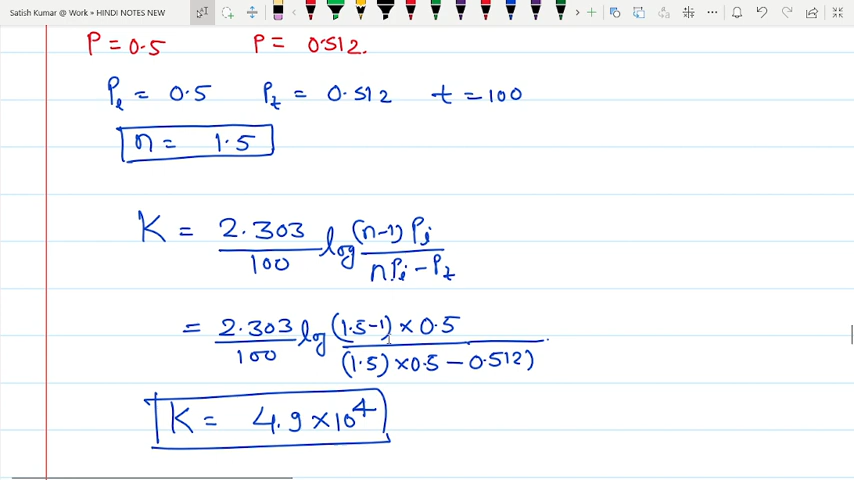 Satish Kumar @ Work » HINDI NOTES NEW
P = 0.5 P = 0.512.
Pᵢ = 0.5 Pₜ = 0.512 t = 100
n = 1.5
K = 2.303/100 log (n-1) Pᵢ / nPᵢ - Pₜ
= 2.303/100 log (1.5-1) × 0.5 / (1.5) × 0.5 - 0.512)
K = 4.9 × 10⁴